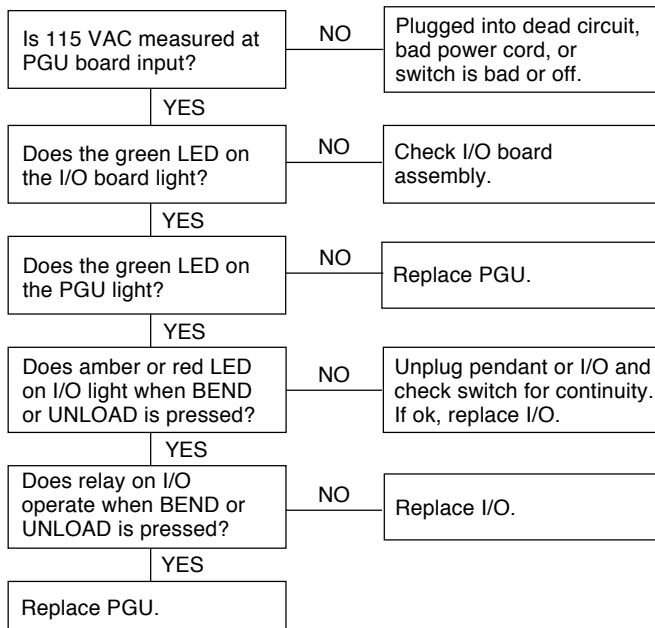 Is 115 VAC measured at
PGU board input?
NO
Plugged into dead circuit,
bad power cord, or
switch is bad or off.
YES
Does the green LED on
the I/O board light?
NO
Check I/O board
assembly.
YES
Does the green LED on
the PGU light?
NO
Replace PGU.
YES
Does amber or red LED
on I/O light when BEND
or UNLOAD is pressed?
NO
Unplug pendant or I/O and
check switch for continuity.
If ok, replace I/O.
YES
Does relay on I/O
operate when BEND or
UNLOAD is pressed?
NO
Replace I/O.
YES
Replace PGU.